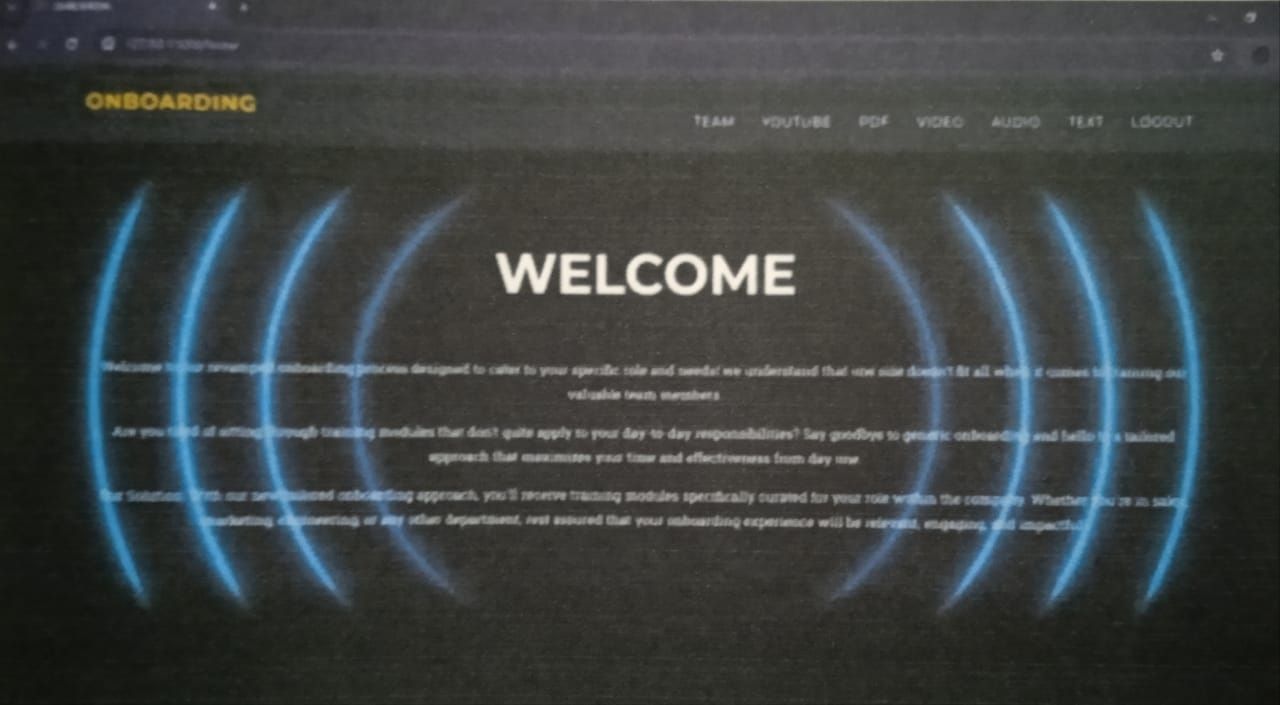 ONBOARDING
TEAM YOUTUBE PDF VIDEO AUDIO TEXT LOGOUT
WELCOME
Welcome to our revamped onboarding process designed to cater to your specific role and needs! we understand that one size doesn't fit all when it comes to training our
valuable team members
Are you tired of sitting through training modules that don't quite apply to your day to day responsibilities? Say goodbye to generic onboarding and hello to a tailored
approach that maximizes your time and effectiveness from day one
Our Solution: With our new tailored onboarding approach, you'll receive training modules specifically curated for your role within the company. Whether you're in sales,
marketing, engineering, or any other department, rest assured that your onboarding experience will be relevant, engaging, and impactful